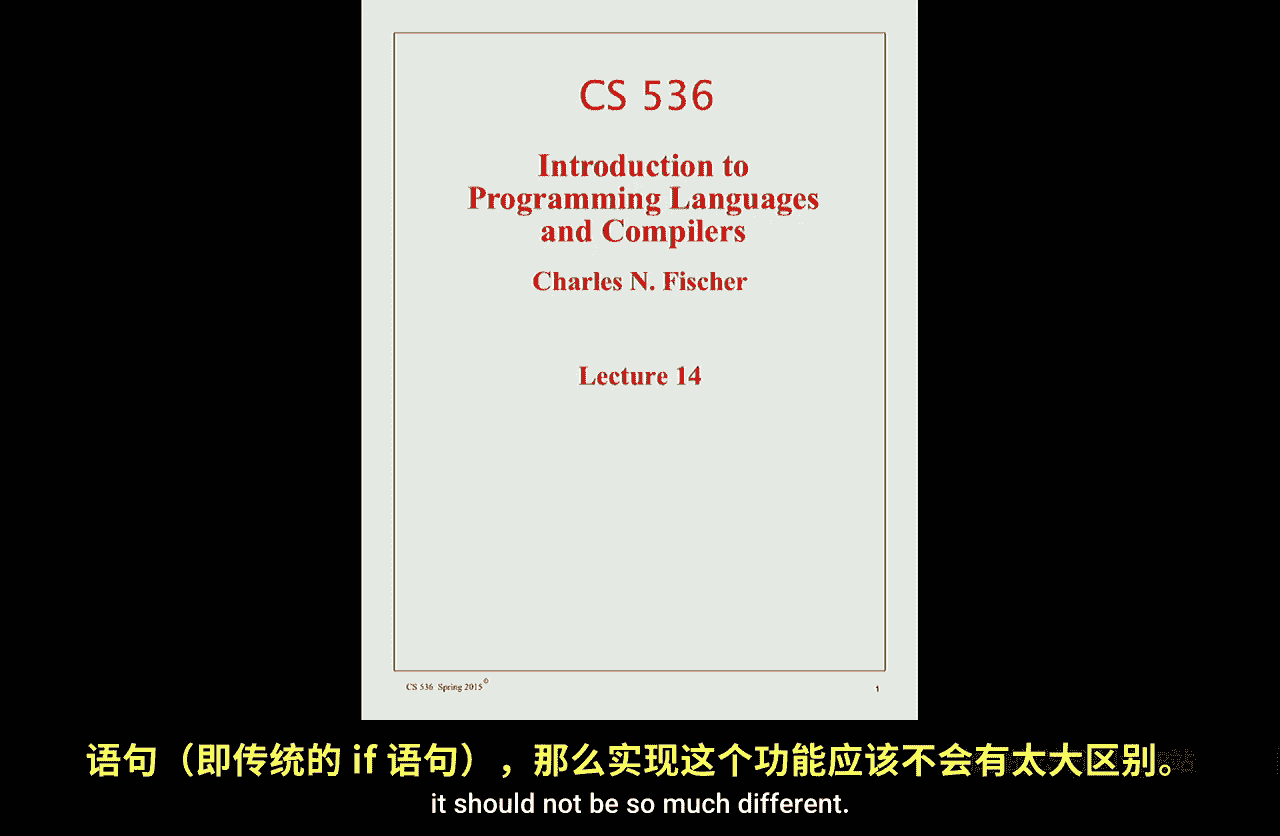 CS 536
Introduction to
Programming Languages
and Compilers
Charles N. Fischer
Lecture 14
CS 536 Spring 2015©
1
语句（即传统的 if 语句），那么实现这个功能应该不会有太大区别。
it should not be so much different.